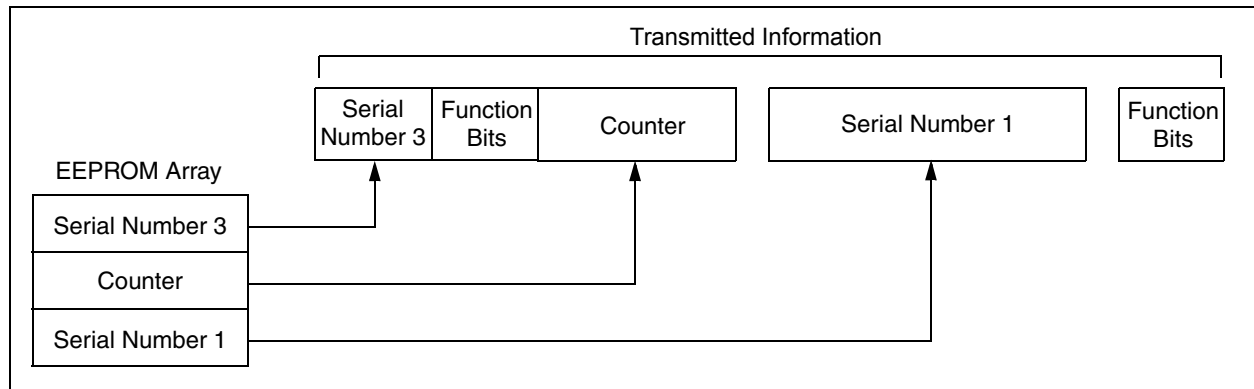 Transmitted Information
Serial
Number 3
Function
Bits
Counter
Serial Number 1
Function
Bits
EEPROM Array
Serial Number 3
Counter
Serial Number 1